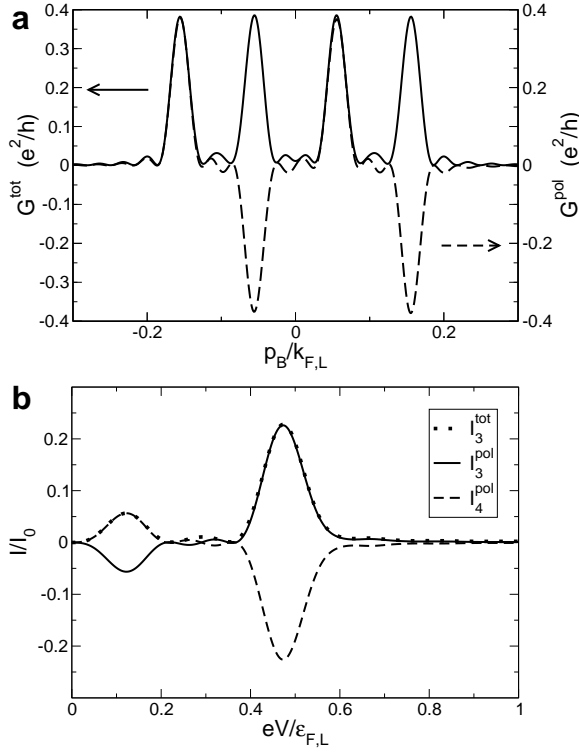 a
0.4
0.3
0.2
0.1
0
-0.1
-0.2
-0.3
-0.4
G^tot (e²/h)
0.4
0.2
0
-0.2
-0.4
G^pol (e²/h)
-0.2
0
0.2
p_B/k_F,L
b
0.2
0.1
0
-0.1
-0.2
I/I_0
I_3^tot
I_3^pol
I_4^pol
0
0.2
0.4
0.6
0.8
1
eV/ε_F,L